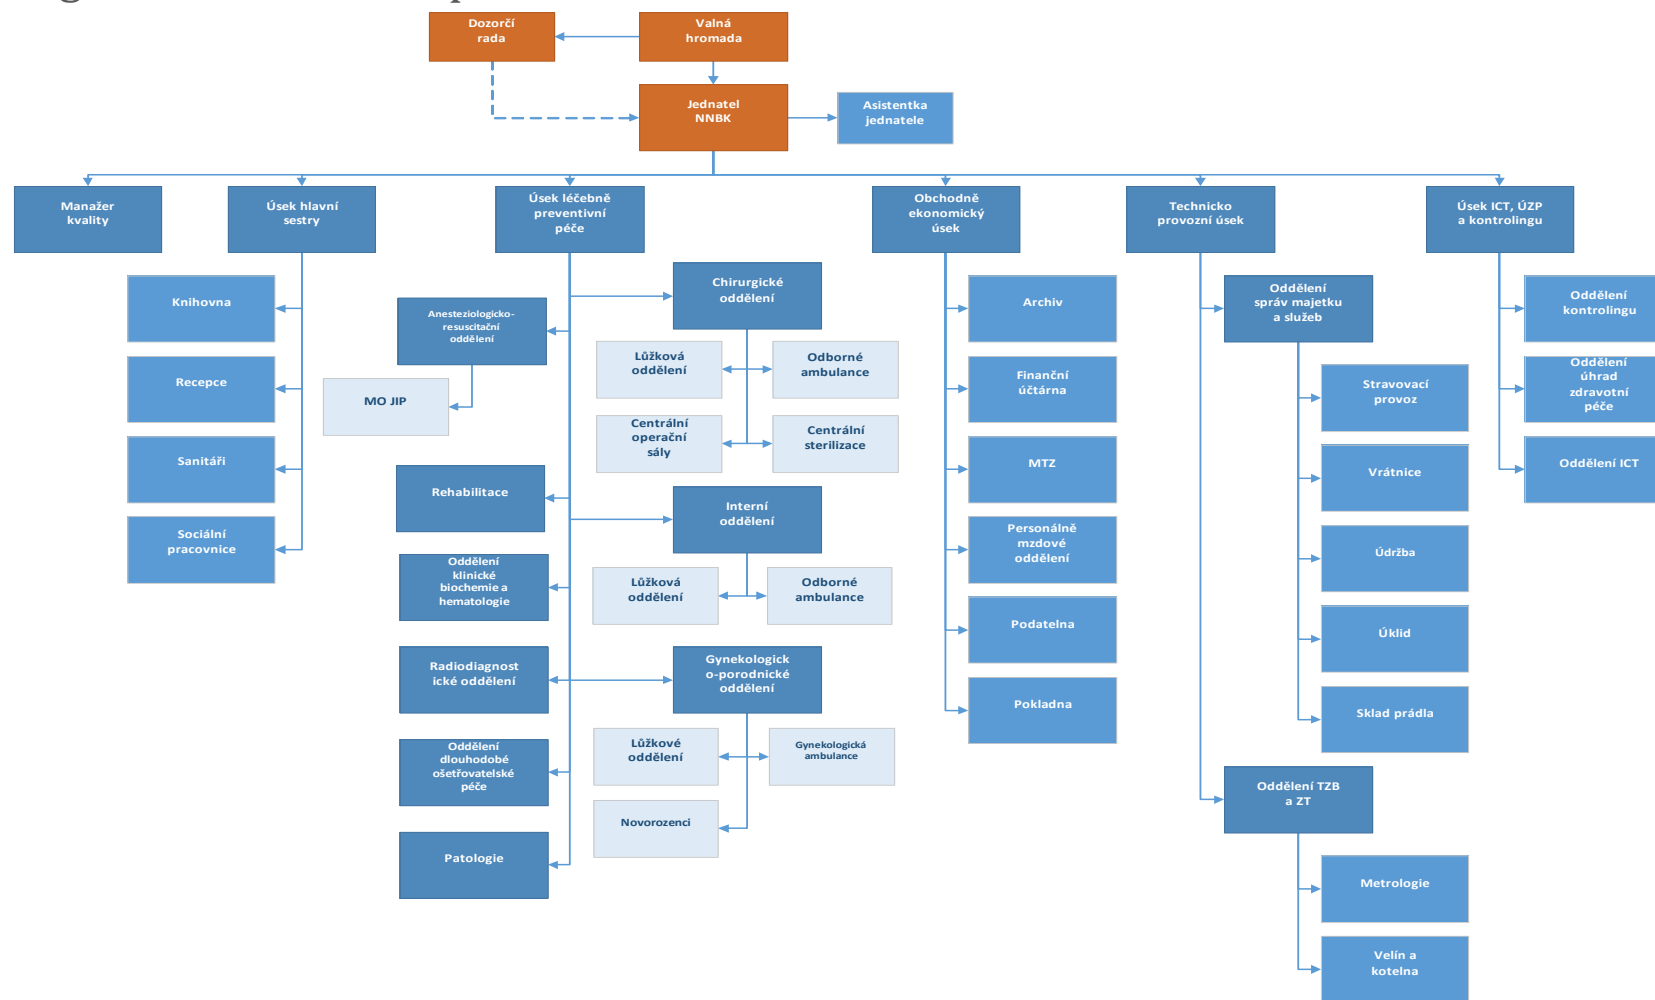 Dozorčí
rada
Valná
hromada
Jednatel
NNBK
Asistentka
jednatele
Manažer
kvality
Úsek hlavní
sestry
Úsek léčebně
preventivní
péče
Obchodně
ekonomický
úsek
Technicko
provozní úsek
Úsek ICT, ÚZP
a kontrolingu
Knihovna
Recepce
Sanitáři
Sociální
pracovnice
Anesteziologicko-
resuscitační
oddělení
MO JIP
Rehabilitace
Oddělení
klinické
biochemie a
hematologie
Radiodiagnost
ické oddělení
Oddělení
dlouhodobé
ošetřovatelské
péče
Patologie
Chirurgické
oddělení
Lůžková
oddělení
Odborné
ambulance
Centrální
operační
sály
Centrální
sterilizace
Interní
oddělení
Lůžková
oddělení
Odborné
ambulance
Gynekologick
o-porodnické
oddělení
Lůžkové
oddělení
Gynekologická
ambulance
Novorozenci
Archiv
Finanční
účtárna
MTZ
Personálně
mzdové
oddělení
Podatelna
Pokladna
Oddělení
správ majetku
a služeb
Stravovací
provoz
Vrátnice
Údržba
Úklid
Sklad prádla
Oddělení TZB
a ZT
Metrologie
Velín a
kotelna
Oddělení
kontrolingu
Oddělení
úhrad
zdravotní
péče
Oddělení ICT